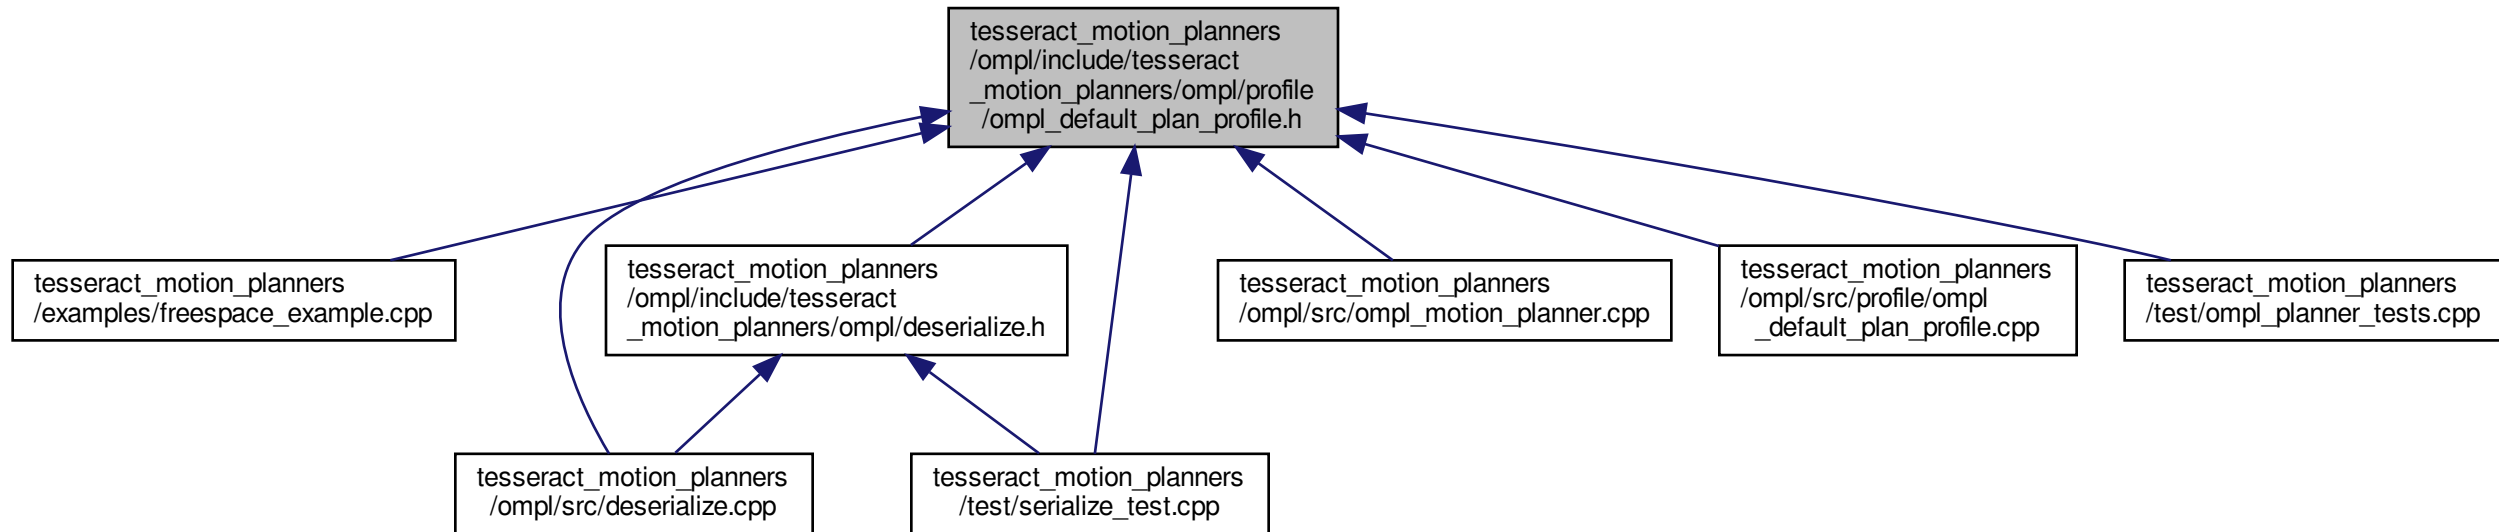 tesseract_motion_planners
/ompl/include/tesseract
_motion_planners/ompl/profile
/ompl_default_plan_profile.h
tesseract_motion_planners
/examples/freespace_example.cpp
tesseract_motion_planners
/ompl/include/tesseract
_motion_planners/ompl/deserialize.h
tesseract_motion_planners
/ompl/src/ompl_motion_planner.cpp
tesseract_motion_planners
/ompl/src/profile/ompl
_default_plan_profile.cpp
tesseract_motion_planners
/test/ompl_planner_tests.cpp
tesseract_motion_planners
/ompl/src/deserialize.cpp
tesseract_motion_planners
/test/serialize_test.cpp